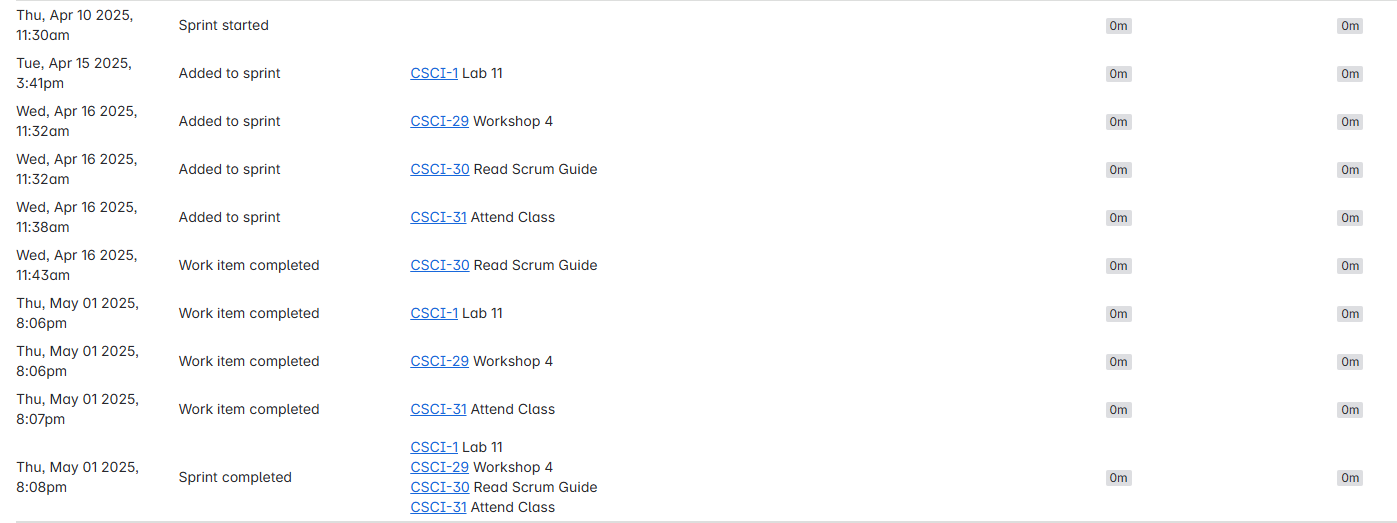 Thu, Apr 10 2025,
11:30am
Sprint started
0m
0m
Tue, Apr 15 2025,
3:41pm
Added to sprint
CSCI-1 Lab 11
0m
0m
Wed, Apr 16 2025,
11:32am
Added to sprint
CSCI-29 Workshop 4
0m
0m
Wed, Apr 16 2025,
11:32am
Added to sprint
CSCI-30 Read Scrum Guide
0m
0m
Wed, Apr 16 2025,
11:38am
Added to sprint
CSCI-31 Attend Class
0m
0m
Wed, Apr 16 2025,
11:43am
Work item completed
CSCI-30 Read Scrum Guide
0m
0m
Thu, May 01 2025,
8:06pm
Work item completed
CSCI-1 Lab 11
0m
0m
Thu, May 01 2025,
8:06pm
Work item completed
CSCI-29 Workshop 4
0m
0m
Thu, May 01 2025,
8:07pm
Work item completed
CSCI-31 Attend Class
0m
0m
Thu, May 01 2025,
8:08pm
Sprint completed
CSCI-1 Lab 11
CSCI-29 Workshop 4
CSCI-30 Read Scrum Guide
CSCI-31 Attend Class
0m
0m